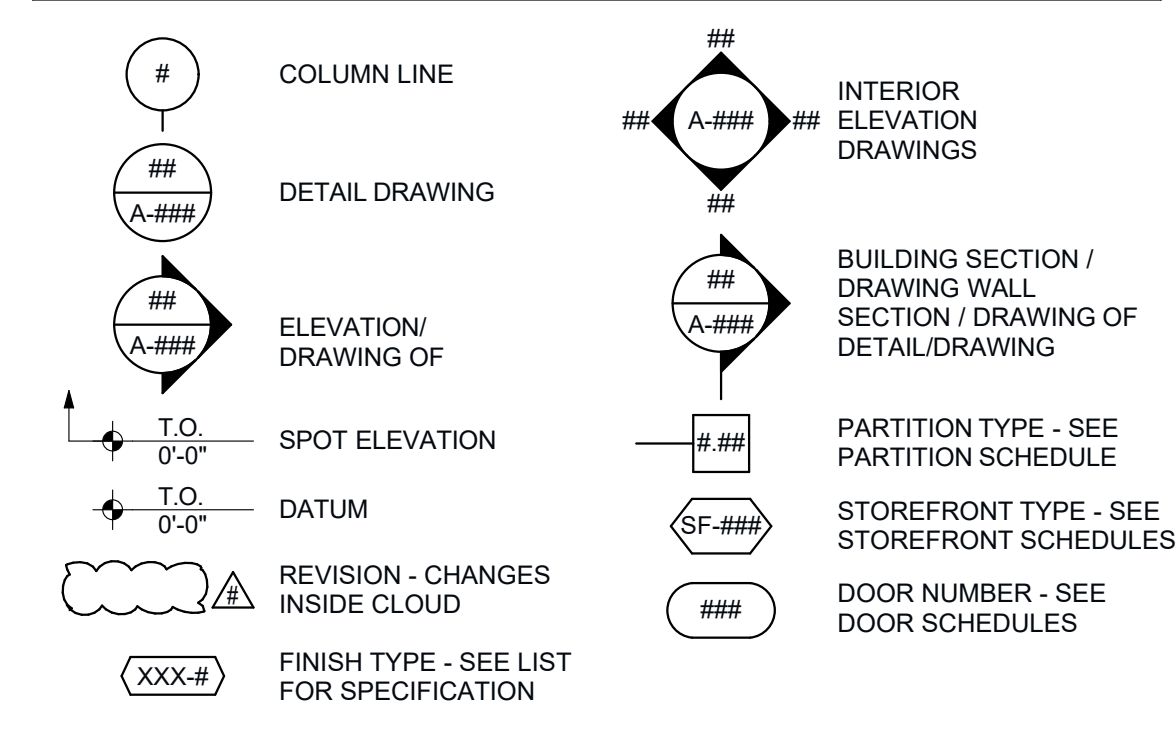 #
COLUMN LINE
##
A-###
DETAIL DRAWING
##
A-###
ELEVATION/
DRAWING OF
T.O.
0'-0"
SPOT ELEVATION
T.O.
0'-0"
DATUM
#
REVISION - CHANGES
INSIDE CLOUD
XXX-#
FINISH TYPE - SEE LIST
FOR SPECIFICATION
##
## A-### ##
##
INTERIOR
ELEVATION
DRAWINGS
##
A-###
BUILDING SECTION /
DRAWING WALL
SECTION / DRAWING OF
DETAIL/DRAWING
#.##
PARTITION TYPE - SEE
PARTITION SCHEDULE
SF-###
STOREFRONT TYPE - SEE
STOREFRONT SCHEDULES
###
DOOR NUMBER - SEE
DOOR SCHEDULES